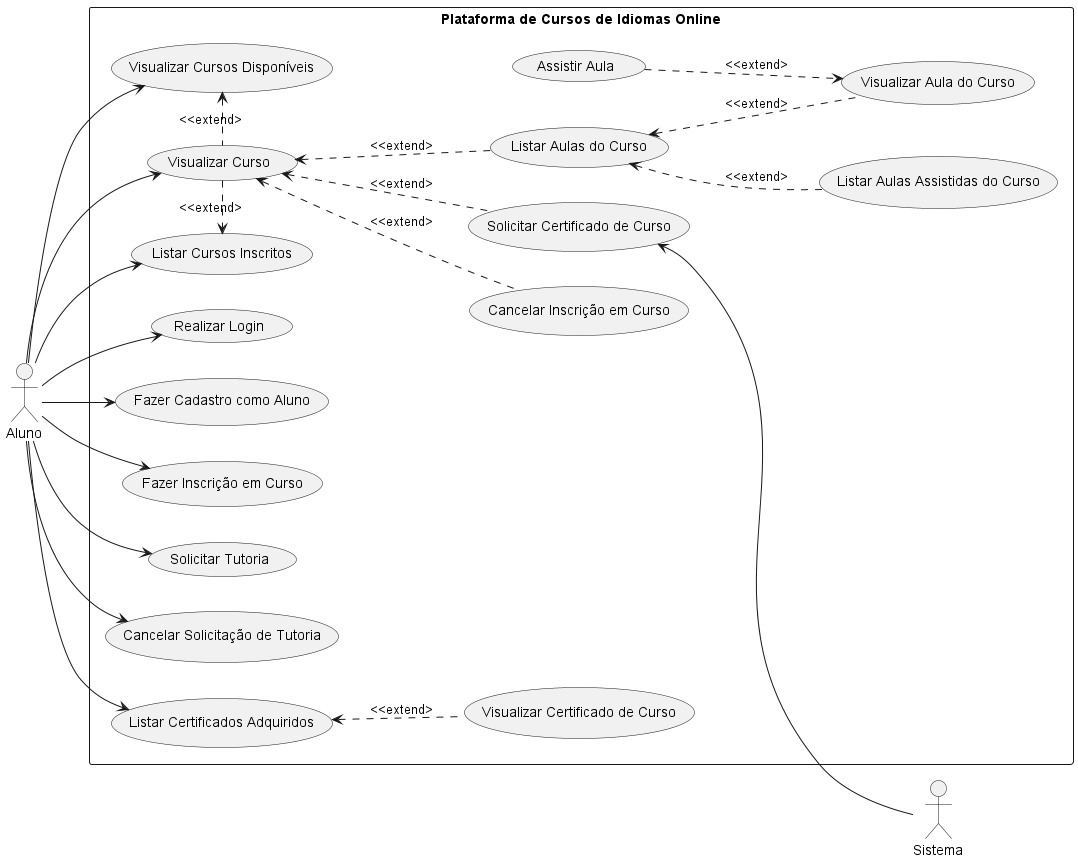 Plataforma de Cursos de Idiomas Online
Visualizar Cursos Disponíveis
Assistir Aula
<<extend>
Visualizar Aula do Curso
<<extend>
<<extend>
Visualizar Curso
<<extend>
Listar Aulas do Curso
<<extend>
Listar Aulas Assistidas do Curso
<<extend>
<<extend>
Solicitar Certificado de Curso
<<extend>
Listar Cursos Inscritos
Cancelar Inscrição em Curso
Realizar Login
Fazer Cadastro como Aluno
Aluno
Fazer Inscrição em Curso
Solicitar Tutoria
Cancelar Solicitação de Tutoria
Listar Certificados Adquiridos
<<extend>
Visualizar Certificado de Curso
Sistema